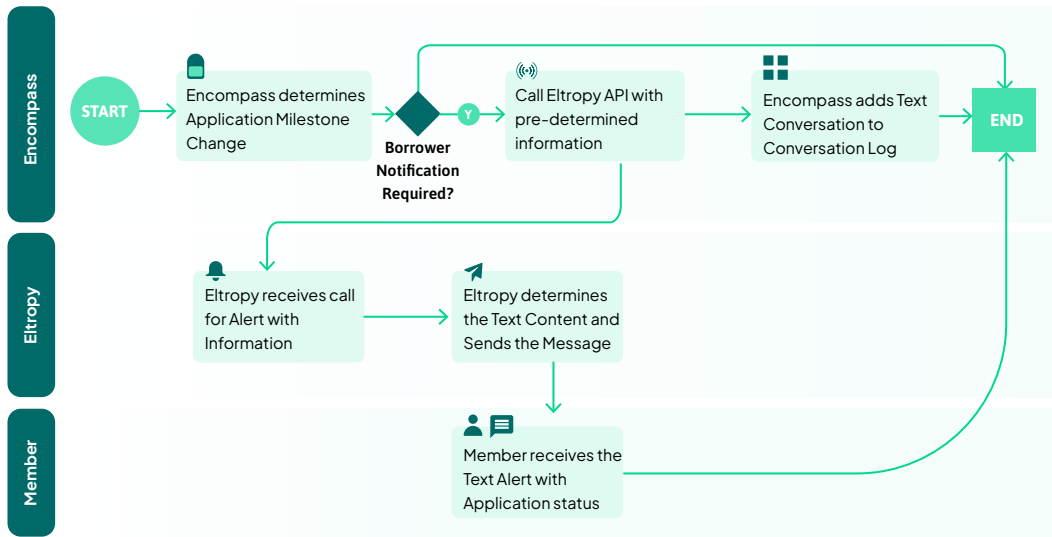 Encompass
START
Encompass determines
Application Milestone
Change
Borrower
Notification
Required?
Y
Call Eltropy API with
pre-determined
information
Encompass adds Text
Conversation to
Conversation Log
END
Eltropy
Eltropy receives call
for Alert with
Information
Eltropy determines
the Text Content and
Sends the Message
Member
Member receives the
Text Alert with
Application status